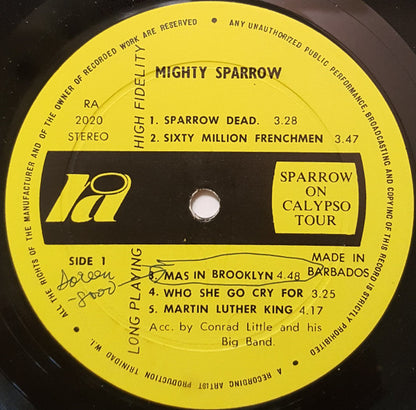 • ALL THE RIGHTS OF THE MANUFACTURER AND OF THE OWNER OF RECORDED WORK ARE RESERVED • ANY UNAUTHORIZED PUBLIC PERFORMANCE, BROADCASTING AND COPYING OF THIS RECORD IS STRICTLY PROHIBITED •
MIGHTY SPARROW
HIGH FIDELITY
RA
2020
STEREO
1. SPARROW DEAD. 3.28
2. SIXTY MILLION FRENCHMEN 3.47
ra
SPARROW
ON
CALYPSO
TOUR
SIDE 1
MADE IN
BARBADOS
LONG PLAYING
Doreen
good
3. MAS IN BROOKLYN 4.48
4. WHO SHE GO CRY FOR 3.25
5. MARTIN LUTHER KING 4.17
Acc. by Conrad Little and his
Big Band.
A RECORDING ARTIST PRODUCTION TRINIDAD W.I.